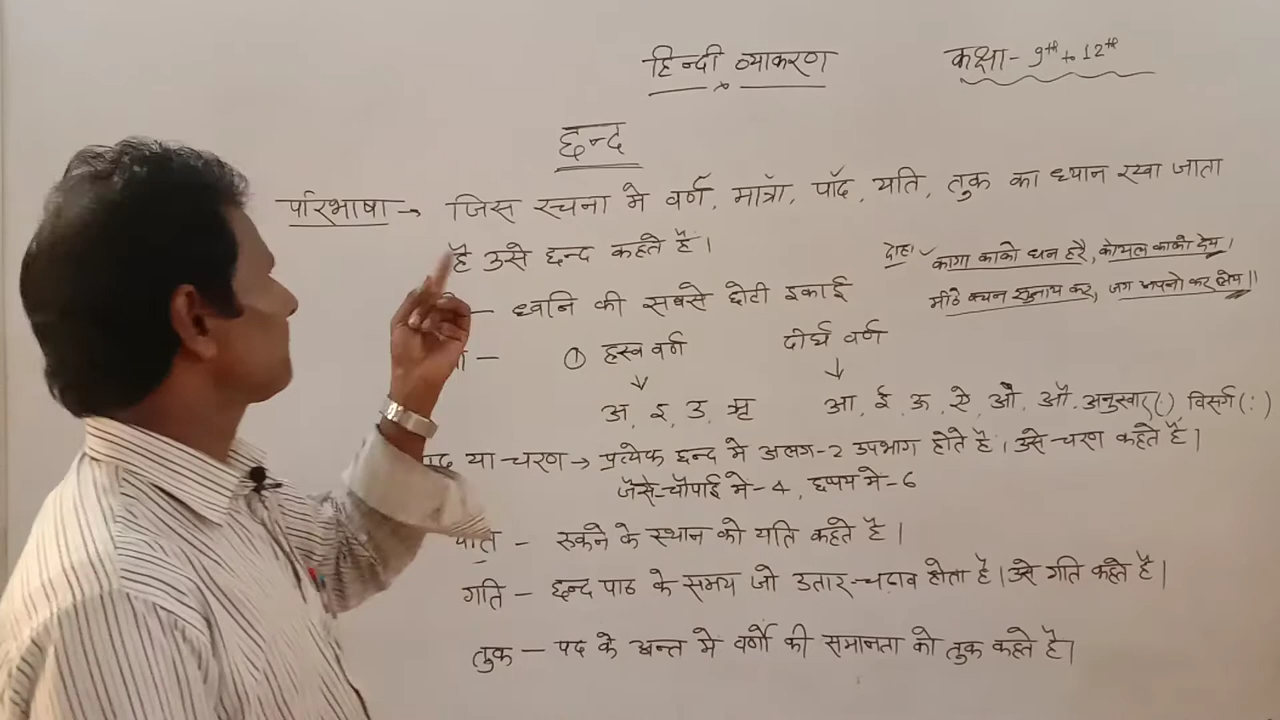 हिन्दी व्याकरण
कक्षा- 9th to 12th
छन्द
परिभाषा → जिस रचना मे वर्ण, मात्रा, पाद, यति, तुक का ध्यान रखा जाता
है उसे छन्द कहते है।
दोहा - कागा काको धन हरै, कोयल काको देय।
मीठे वचन सुनाय कर, जग अपनो कर लेय॥
— ध्वनि की सबसे छोटी इकाई
— ① ह्रस्व वर्ण दीर्घ वर्ण
अ, इ, उ, ऋ आ, ई, ऊ, ऐ, ओ, औ, अनुस्वार(·) विसर्ग(:)
या चरण → प्रत्येक छन्द मे अलग-2 उपभाग होते है। उसे चरण कहते है।
जैसे-चौपाई मे-4, छप्पय मे-6
यति - रुकने के स्थान को यति कहते है।
गति - छन्द पाठ के समय जो उतार-चढ़ाव होता है। उसे गति कहते है।
तुक - पद के अन्त मे वर्णो की समानता को तुक कहते है।